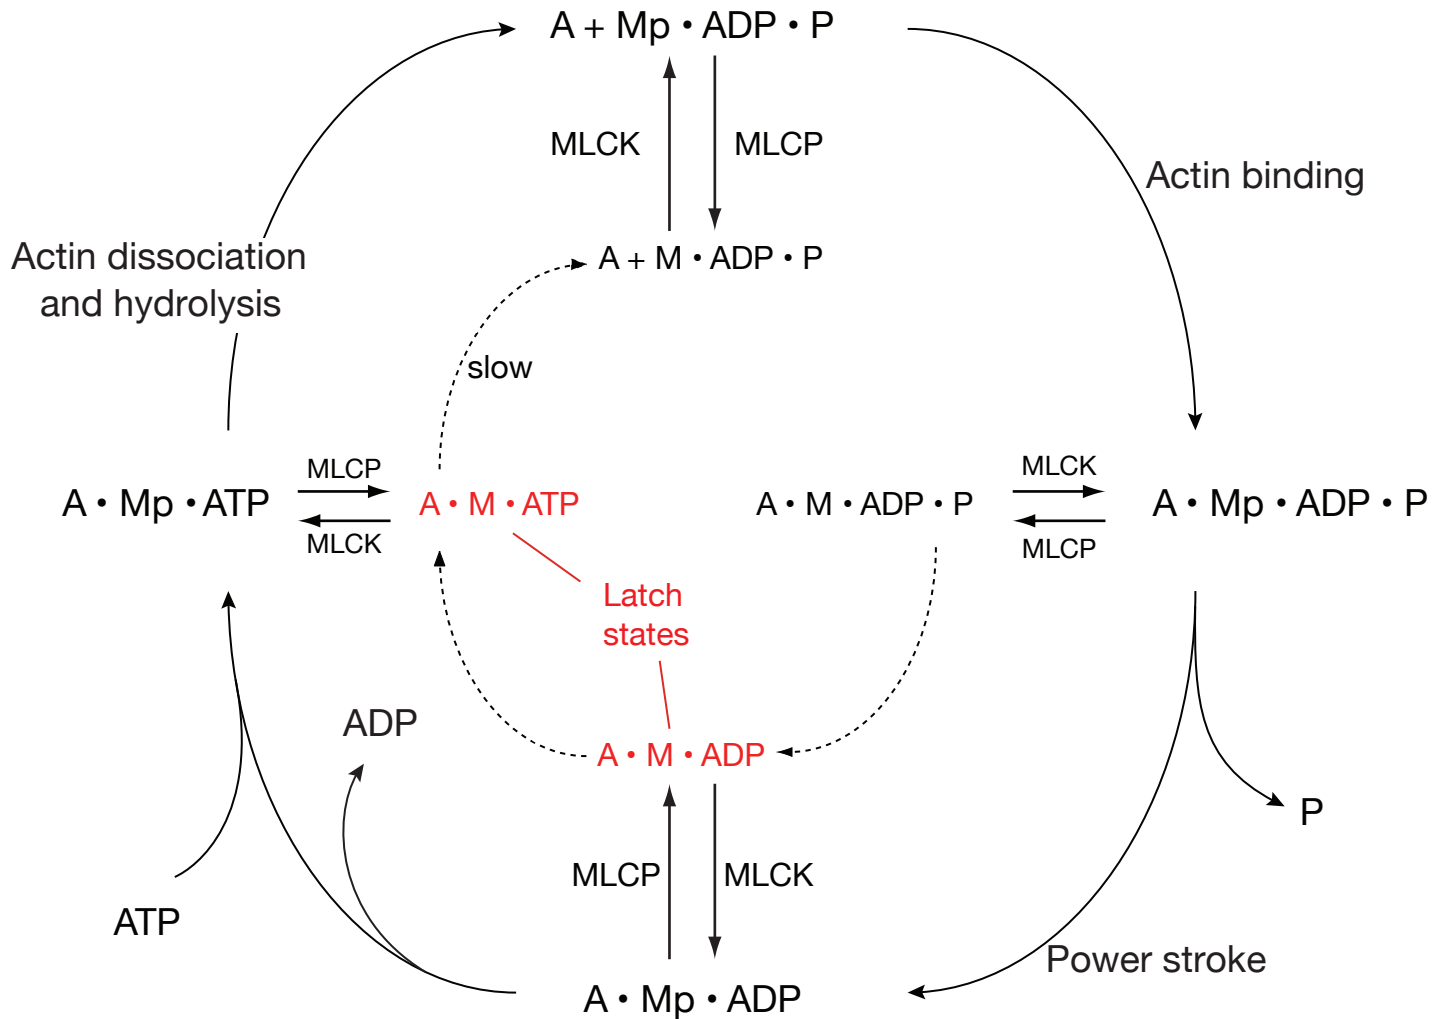 A + Mp • ADP • P
MLCK
MLCP
Actin binding
A + M • ADP • P
Actin dissociation
and hydrolysis
slow
MLCP
MLCK
A • Mp • ATP
A • M • ATP
A • M • ADP • P
A • Mp • ADP • P
MLCK
MLCP
Latch
states
ADP
A • M • ADP
P
MLCP
MLCK
ATP
Power stroke
A • Mp • ADP